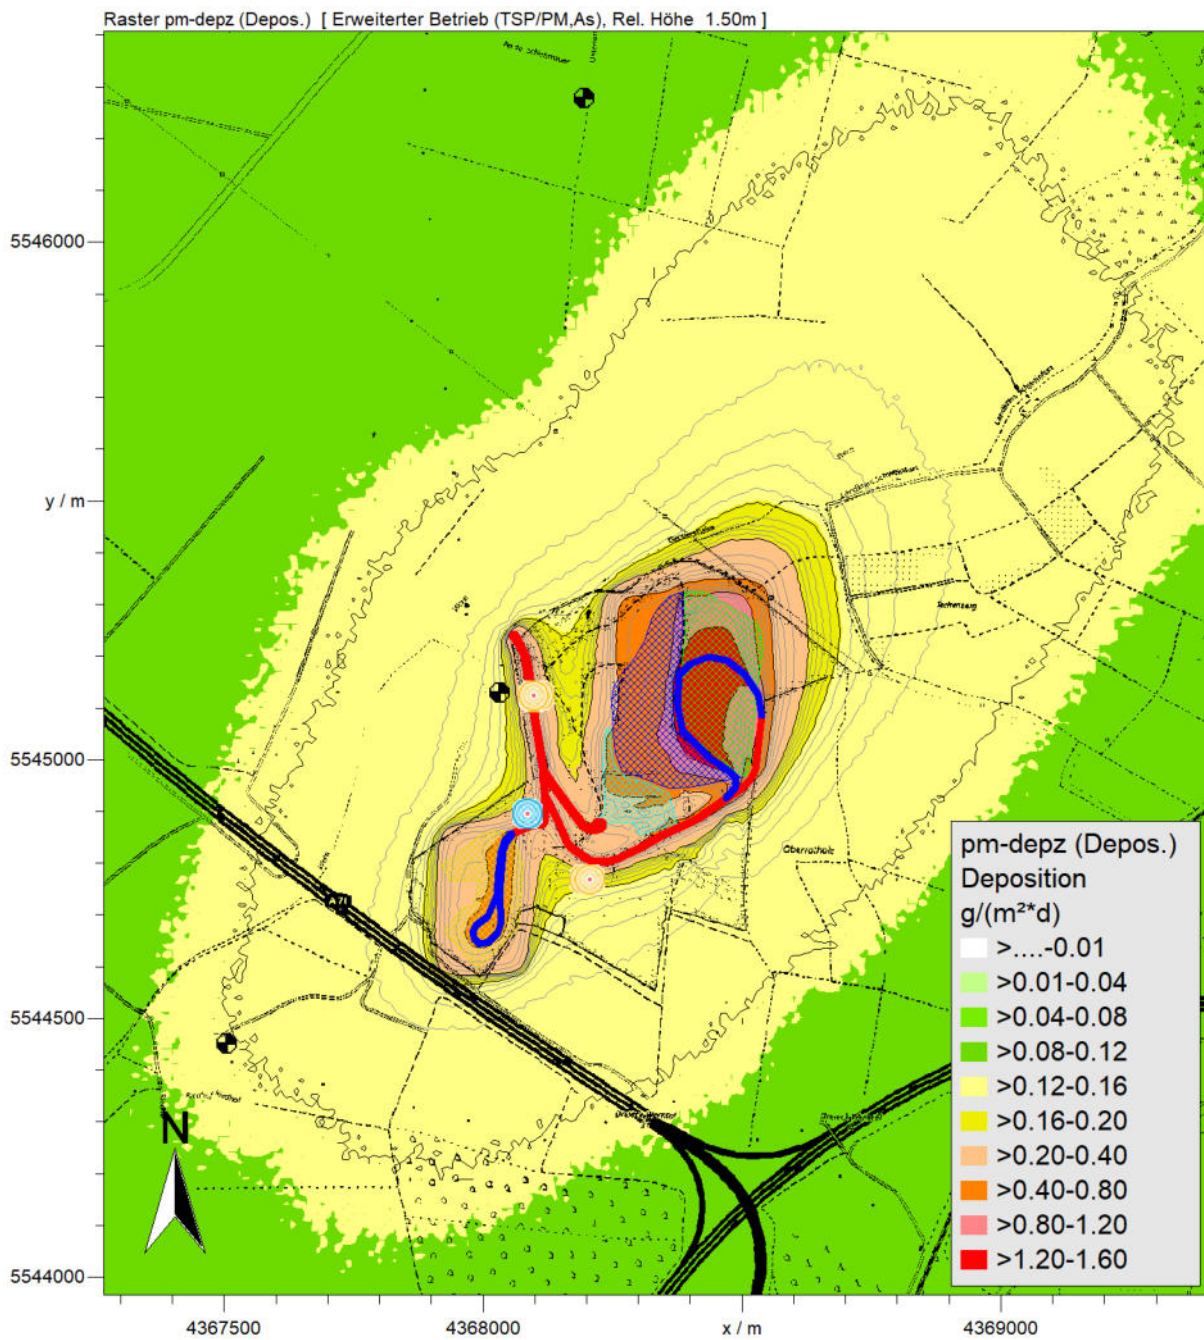 Raster pm-depz (Depos.) [ Erweiterter Betrieb (TSP/PM,As), Rel. Höhe 1.50m ]
5546000
y / m
5545000
Oberrotholz
A70
5544500
N
5544000
4367500
4368000
x / m
4369000
pm-depz (Depos.)
Deposition
g/(m²*d)
>....-0.01
>0.01-0.04
>0.04-0.08
>0.08-0.12
>0.12-0.16
>0.16-0.20
>0.20-0.40
>0.40-0.80
>0.80-1.20
>1.20-1.60